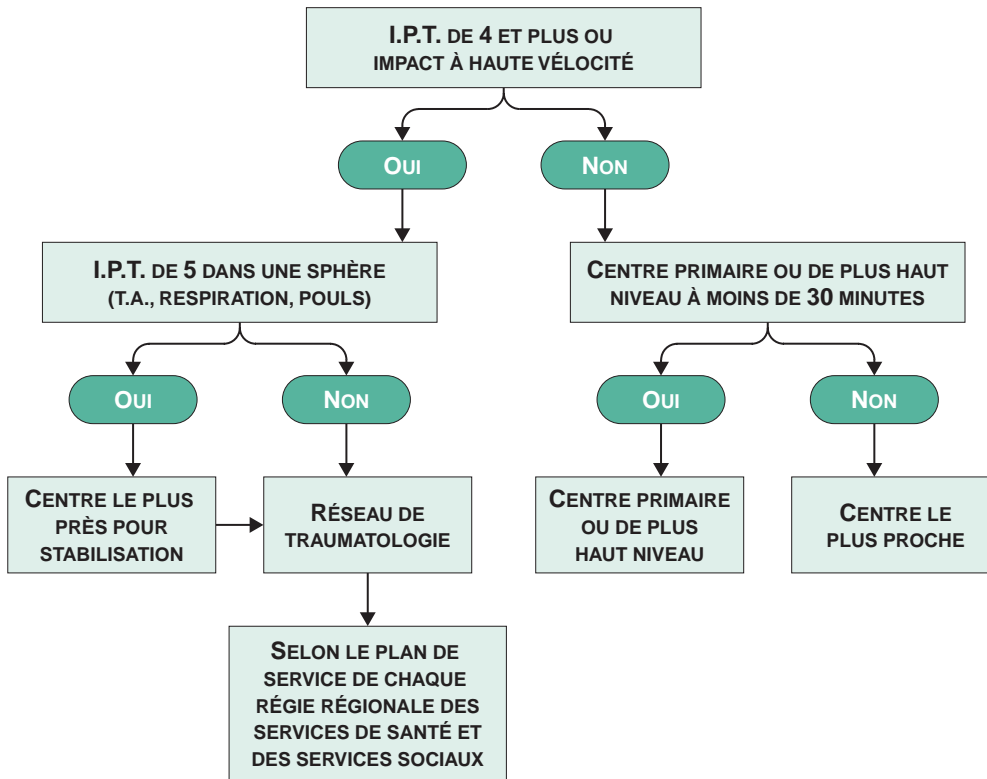 I.P.T. DE 4 ET PLUS OU
IMPACT À HAUTE VÉLOCITÉ
OUI
NON
I.P.T. DE 5 DANS UNE SPHÈRE
(T.A., RESPIRATION, POULS)
CENTRE PRIMAIRE OU DE PLUS HAUT
NIVEAU À MOINS DE 30 MINUTES
OUI
NON
OUI
NON
CENTRE LE PLUS
PRÈS POUR
STABILISATION
RÉSEAU DE
TRAUMATOLOGIE
CENTRE PRIMAIRE
OU DE PLUS
HAUT NIVEAU
CENTRE LE
PLUS PROCHE
SELON LE PLAN DE
SERVICE DE CHAQUE
RÉGIE RÉGIONALE DES
SERVICES DE SANTÉ ET
DES SERVICES SOCIAUX